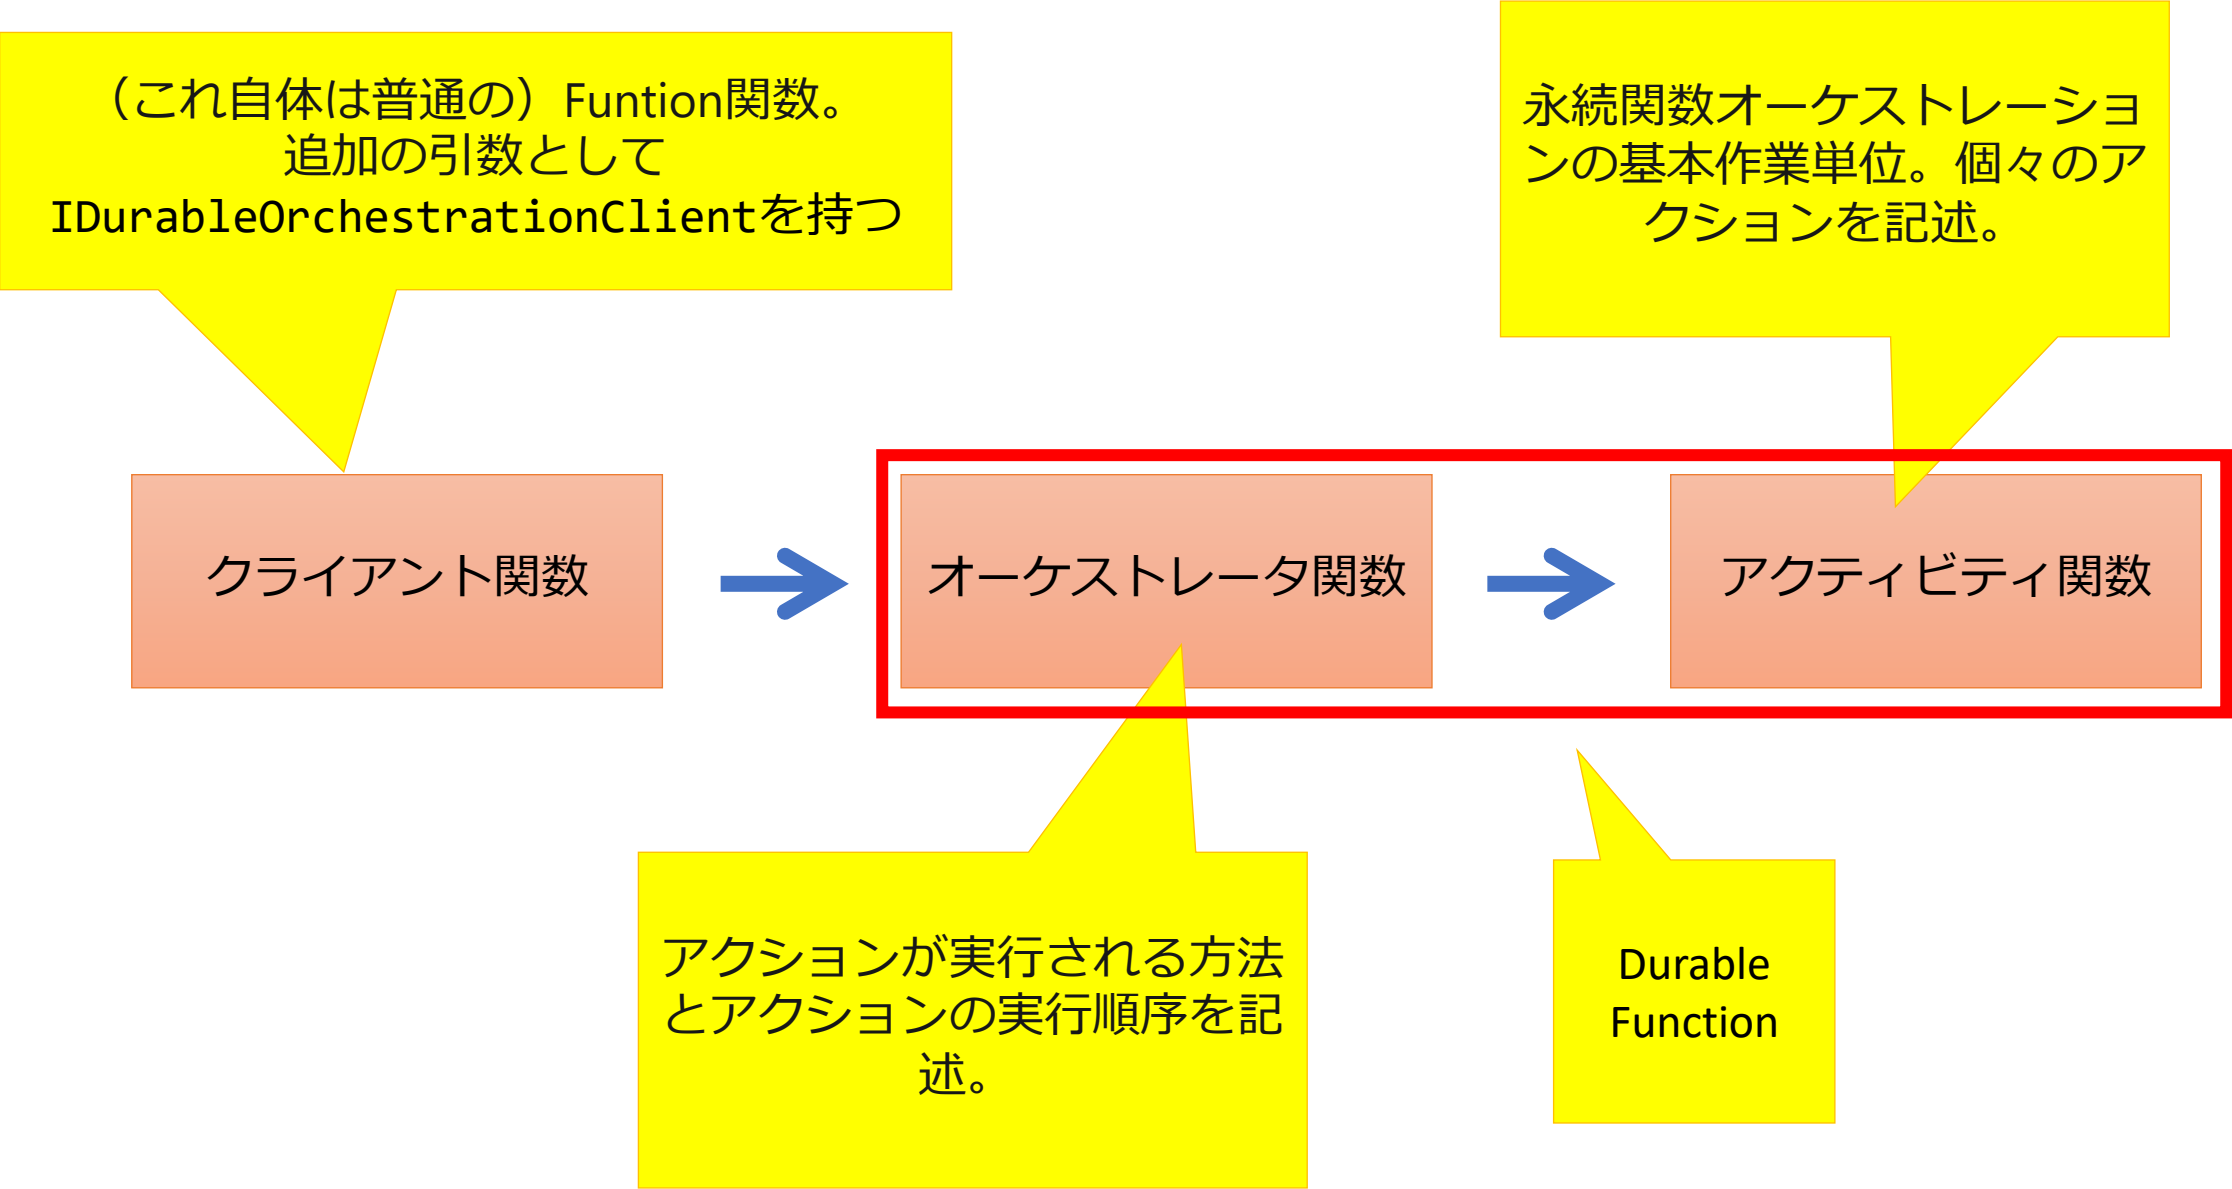 （これ自体は普通の）Funtion関数。
追加の引数として
IDurableOrchestrationClientを持つ
永続関数オーケストレーショ
ンの基本作業単位。個々のア
クションを記述。
クライアント関数
オーケストレータ関数
アクティビティ関数
アクションが実行される方法
とアクションの実行順序を記
述。
Durable
Function